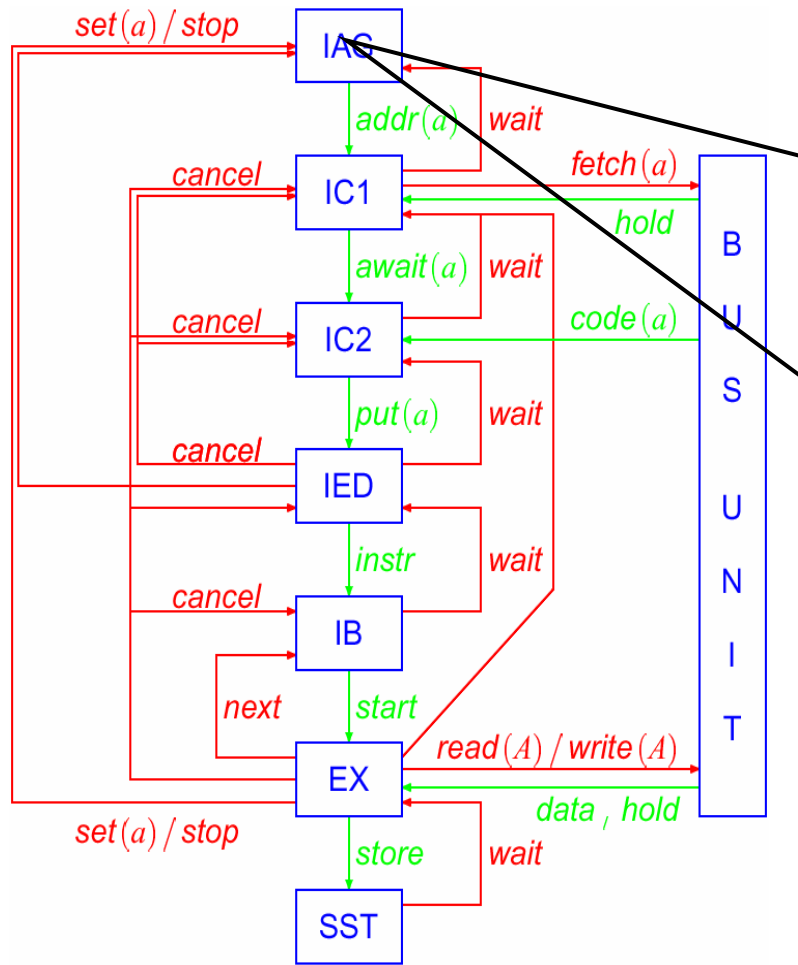 set(a) / stop
IAG
addr(a)
wait
fetch(a)
cancel
IC1
hold
await(a)
wait
cancel
IC2
code(a)
put(a)
wait
cancel
IED
instr
wait
cancel
IB
next
start
read(A) / write(A)
EX
data , hold
set(a) / stop
store
wait
SST
B
U
S
U
N
I
T